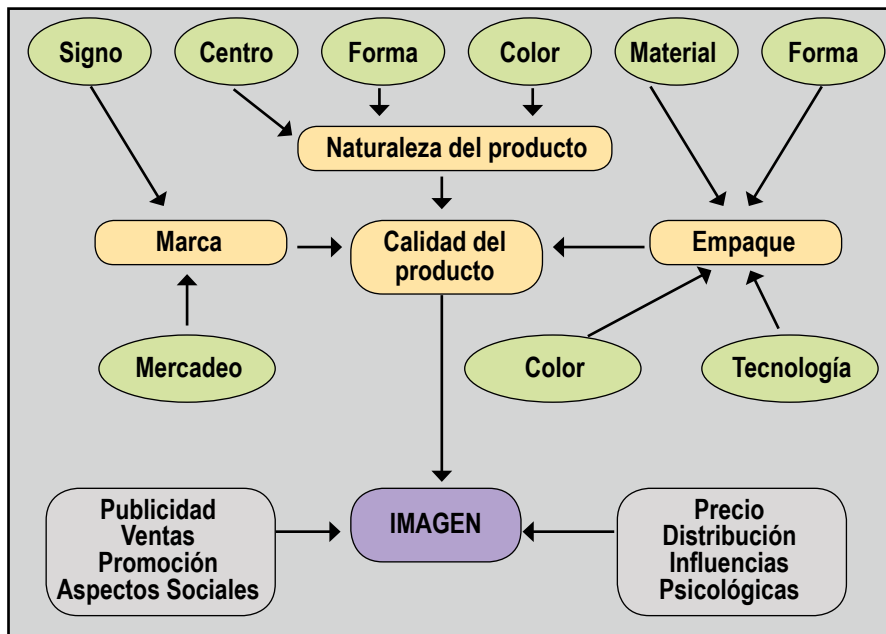 Signo
Centro
Forma
Color
Material
Forma
Naturaleza del producto
Marca
Calidad del
producto
Empaque
Mercadeo
Color
Tecnología
Publicidad
Ventas
Promoción
Aspectos Sociales
IMAGEN
Precio
Distribución
Influencias
Psicológicas